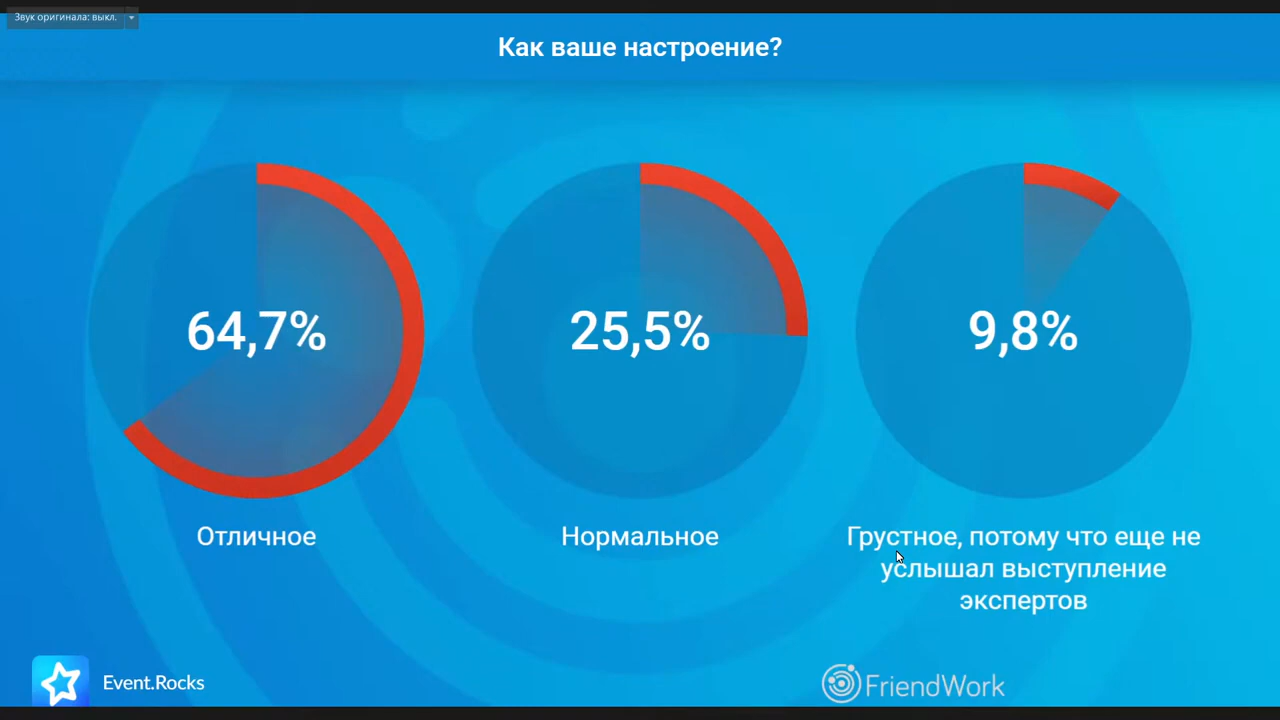 Звук оригинала: выкл.
Как ваше настроение?
64,7%
25,5%
9,8%
Отличное
Нормальное
Грустное, потому что еще не
услышал выступление
экспертов
Event.Rocks
FriendWork